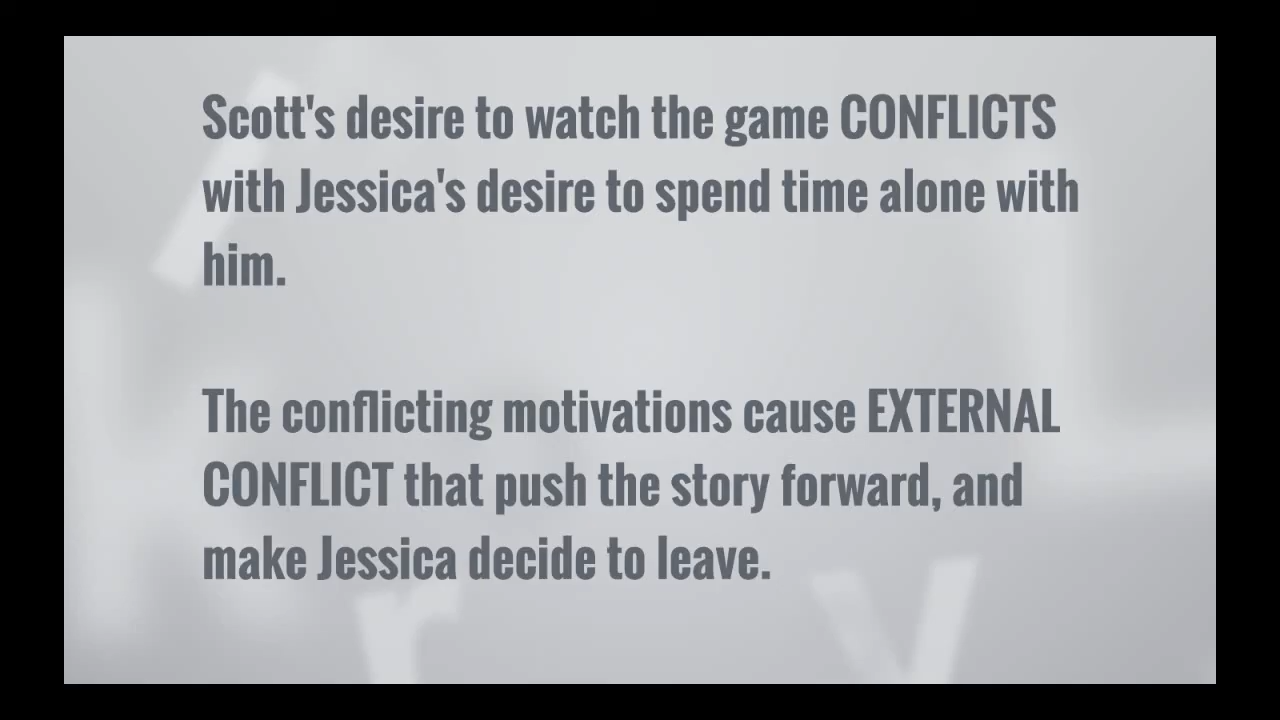 Scott's desire to watch the game CONFLICTS
with Jessica's desire to spend time alone with
him.
The conflicting motivations cause EXTERNAL
CONFLICT that push the story forward, and
make Jessica decide to leave.